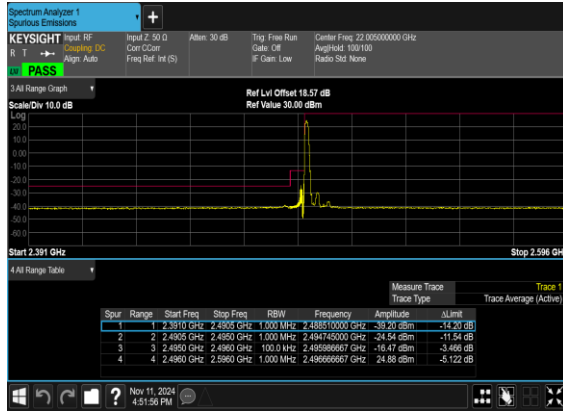 Spectrum Analyzer 1
Spurious Emissions
+
KEYSIGHT Input: RF Input Z: 50 Ω Atten: 30 dB Trig: Free Run Center Freq: 22.005000000 GHz
R T Coupling: DC Corr CCorr Gate: Off Avg|Hold: 100/100
Align: Auto Freq Ref: Int (S) IF Gain: Low Radio Std: None
PASS
3 All Range Graph Ref Lvl Offset 18.57 dB
Scale/Div 10.0 dB Ref Value 30.00 dBm
Log
20.0
10.0
0.00
-10.0
-20.0
-30.0
-40.0
-50.0
-60.0
Start 2.391 GHz Stop 2.596 GH
4 All Range Table
Measure Trace Trace 1
Trace Type Trace Average (Active)
Spur Range Start Freq Stop Freq RBW Frequency Amplitude ΔLimit
1 1 2.3910 GHz 2.4905 GHz 1.000 MHz 2.488510000 GHz -39.20 dBm -14.20 dB
2 2 2.4905 GHz 2.4950 GHz 1.000 MHz 2.494745000 GHz -24.54 dBm -11.54 dB
3 3 2.4950 GHz 2.4960 GHz 100.0 kHz 2.495986667 GHz -16.47 dBm -3.466 dB
4 4 2.4960 GHz 2.5960 GHz 1.000 MHz 2.496666667 GHz 24.88 dBm -5.122 dB
? Nov 11, 2024
4:51:56 PM